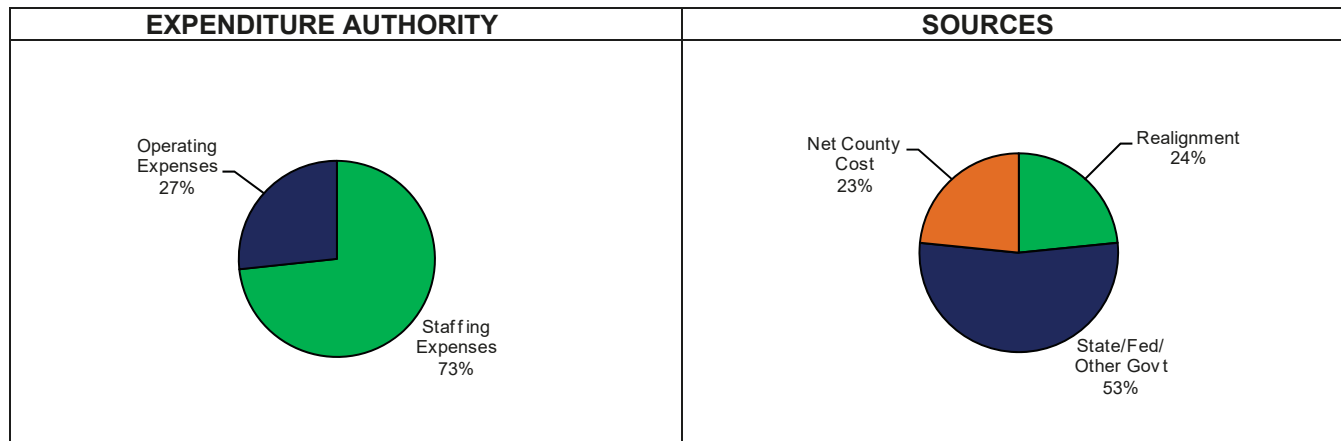 EXPENDITURE AUTHORITY
Operating
Expenses
27%
Staffing
Expenses
73%
SOURCES
Net County
Cost
23%
Realignment
24%
State/Fed/
Other Govt
53%